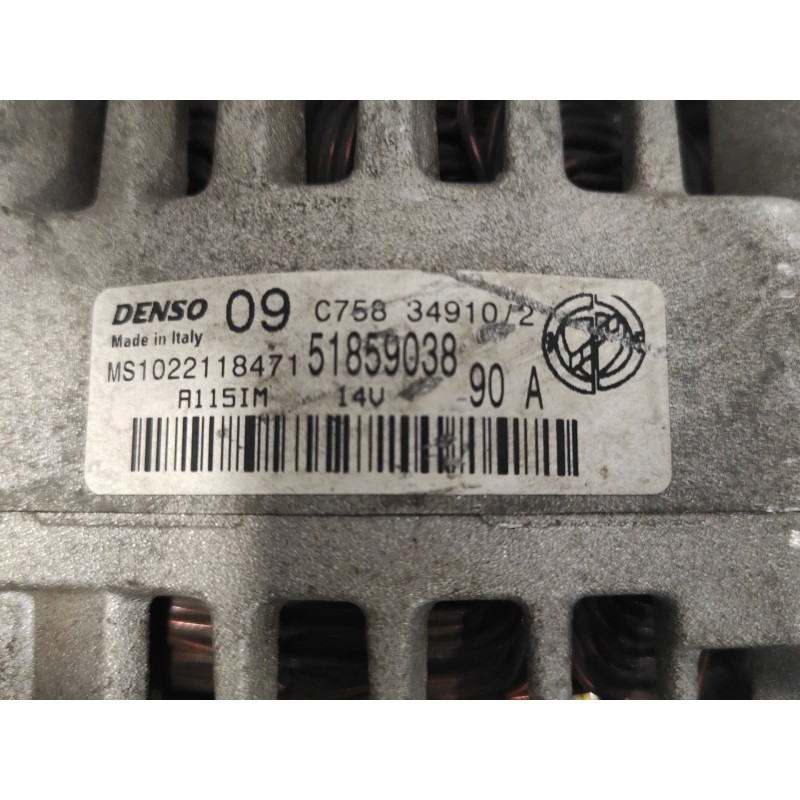 DENSO 09 C758 34910/2
Made in Italy
MS1022118471 51859038
A115IM 14V 90 A